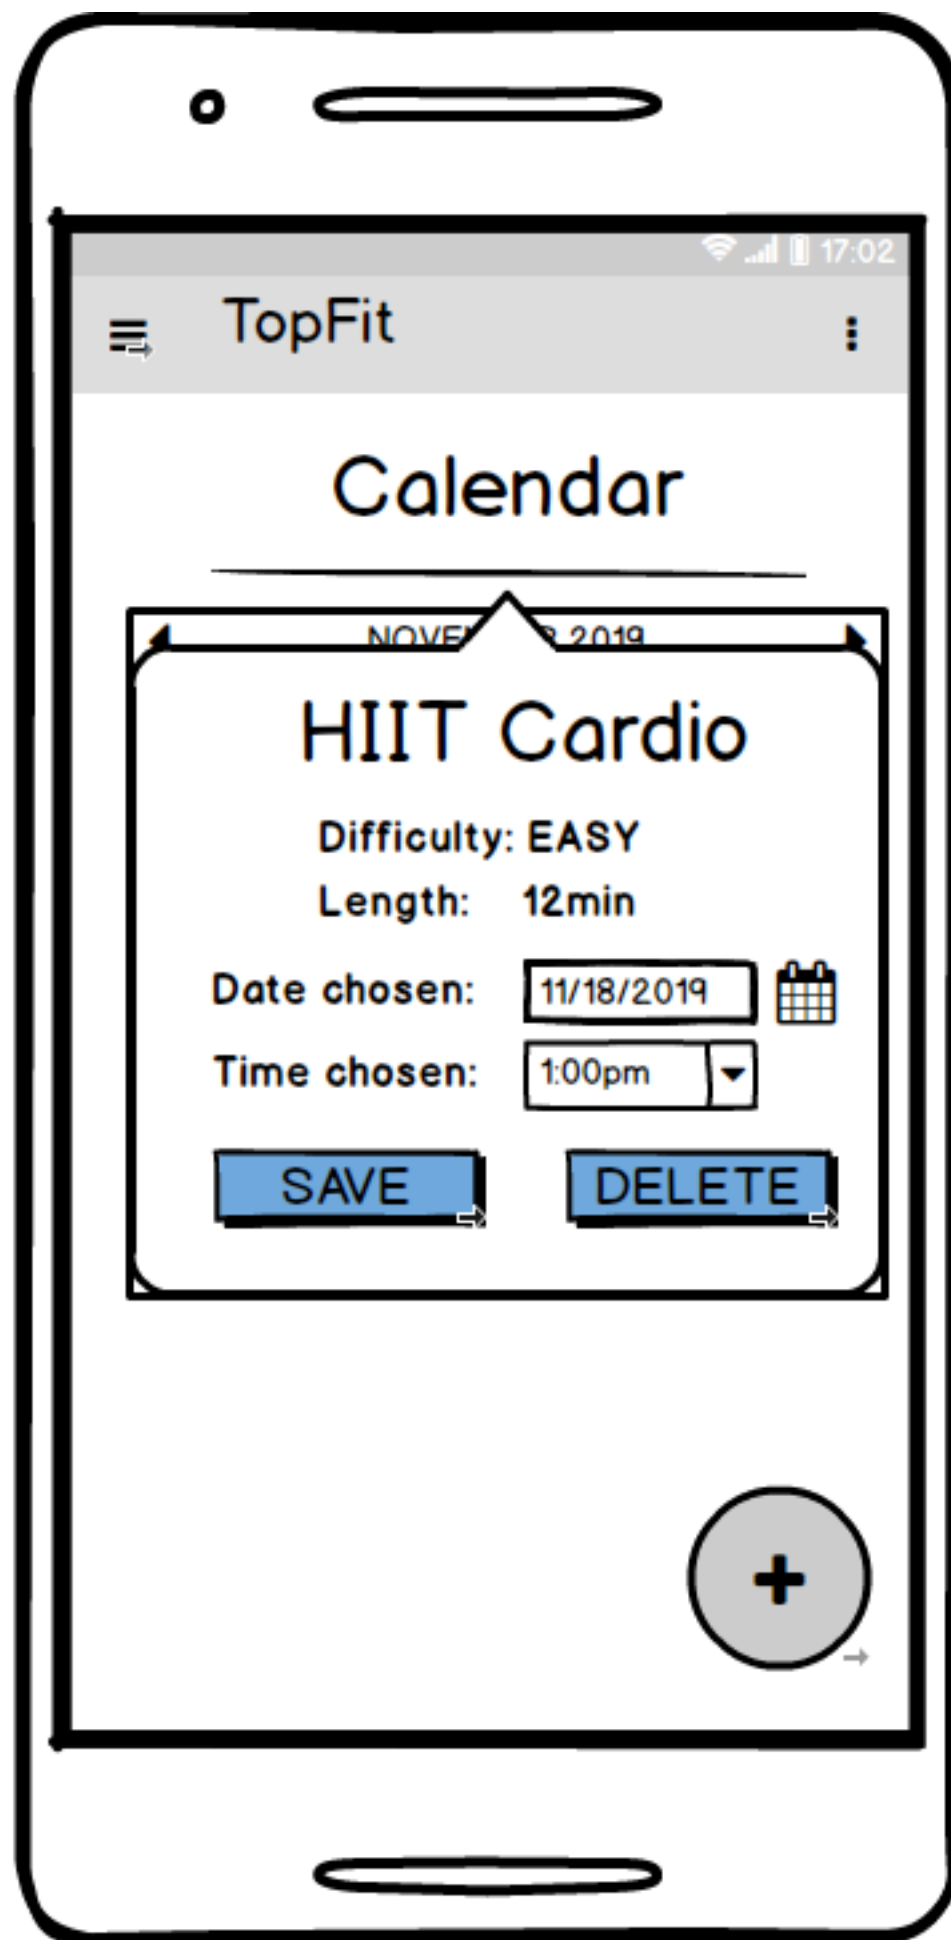 17:02
TopFit
Calendar
2019
HIIT Cardio
Difficulty: EASY
Length: 12min
Date chosen: 11/18/2019
Time chosen: 1:00pm
SAVE DELETE
+